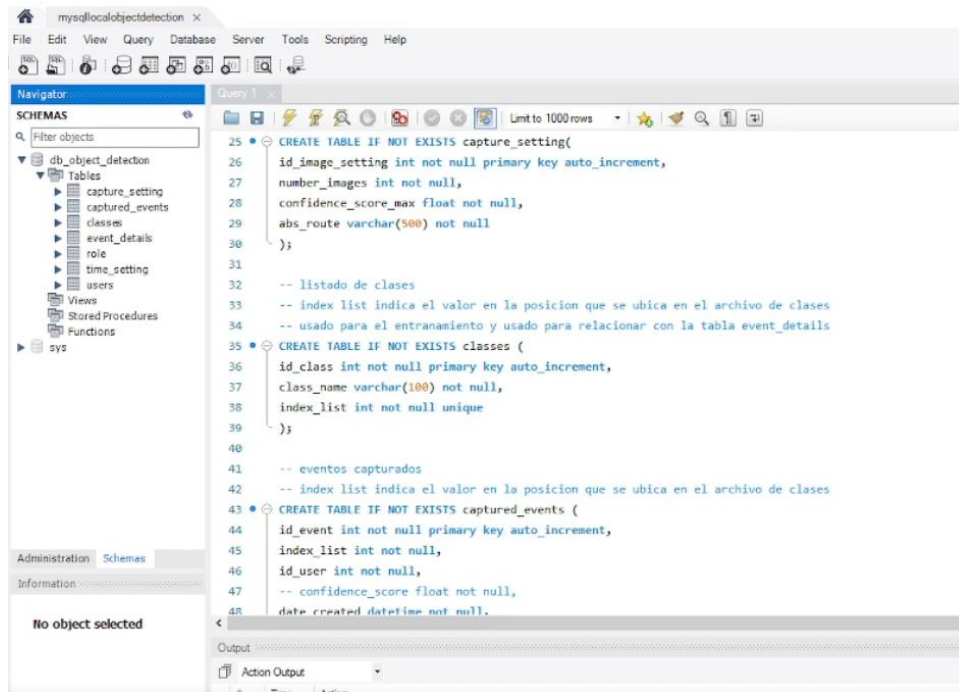 mysqllocalobjectdetection ×
File Edit View Query Database Server Tools Scripting Help
Navigator
SCHEMAS
Filter objects
db_object_detection
Tables
capture_setting
captured_events
classes
event_details
role
time_setting
users
Views
Stored Procedures
Functions
sys
Administration Schemas
Information
No object selected
Query 1 ×
Limit to 1000 rows
25 CREATE TABLE IF NOT EXISTS capture_setting(
26 id_image_setting int not null primary key auto_increment,
27 number_images int not null,
28 confidence_score_max float not null,
29 abs_route varchar(500) not null
30 );
31
32 -- listado de clases
33 -- index list indica el valor en la posicion que se ubica en el archivo de clases
34 -- usado para el entranamiento y usado para relacionar con la tabla event_details
35 CREATE TABLE IF NOT EXISTS classes (
36 id_class int not null primary key auto_increment,
37 class_name varchar(100) not null,
38 index_list int not null unique
39 );
40
41 -- eventos capturados
42 -- index list indica el valor en la posicion que se ubica en el archivo de clases
43 CREATE TABLE IF NOT EXISTS captured_events (
44 id_event int not null primary key auto_increment,
45 index_list int not null,
46 id_user int not null,
47 -- confidence_score float not null,
48 date_created datetime not null,
Output
Action Output
# Time Action